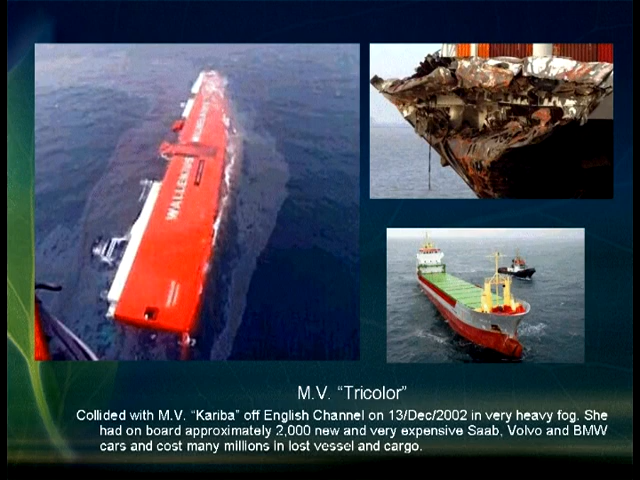 WALLENIUS WILHELMSEN
M.V. “Tricolor”
Collided with M.V. “Kariba” off English Channel on 13/Dec/2002 in very heavy fog. She
had on board approximately 2,000 new and very expensive Saab, Volvo and BMW
cars and cost many millions in lost vessel and cargo.